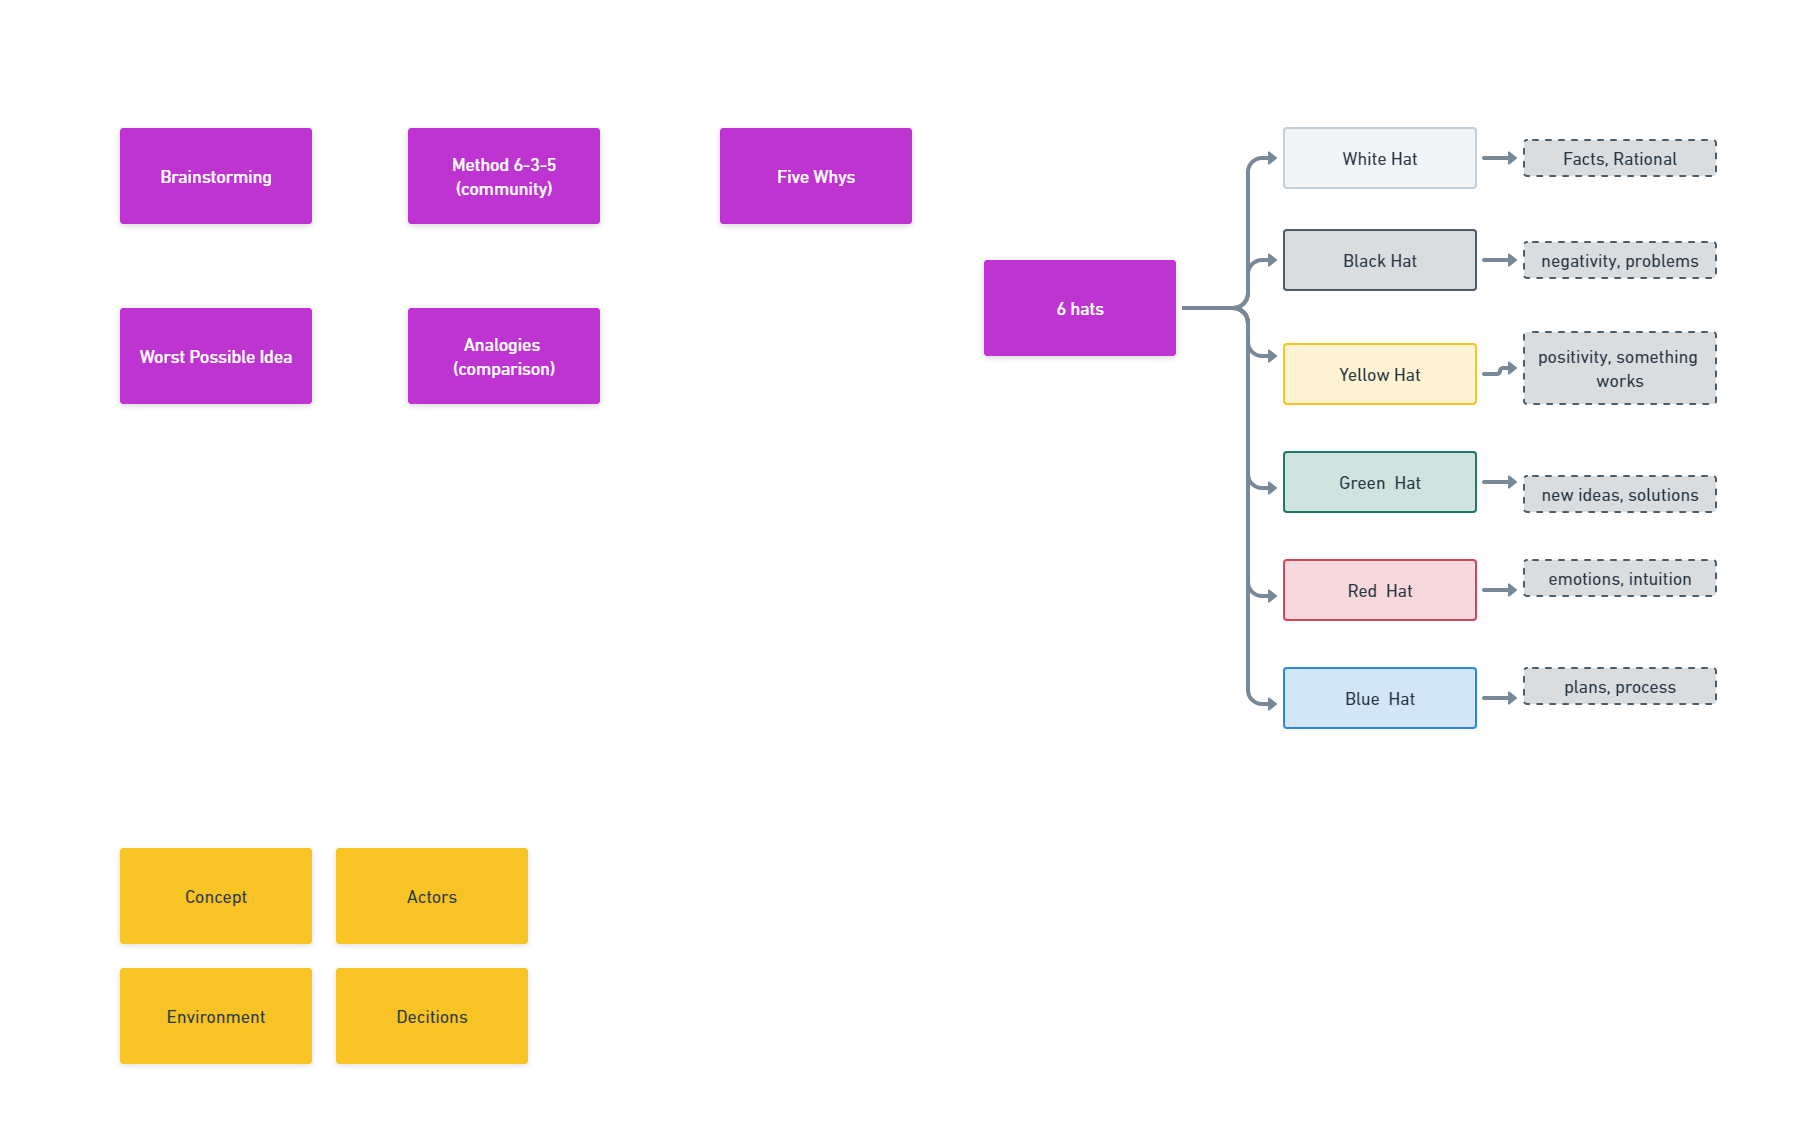 Brainstorming
Method 6-3-5
(community)
Five Whys
Worst Possible Idea
Analogies
(comparison)
6 hats
White Hat
Facts, Rational
Black Hat
negativity, problems
Yellow Hat
positivity, something
works
Green Hat
new ideas, solutions
Red Hat
emotions, intuition
Blue Hat
plans, process
Concept
Actors
Environment
Decitions